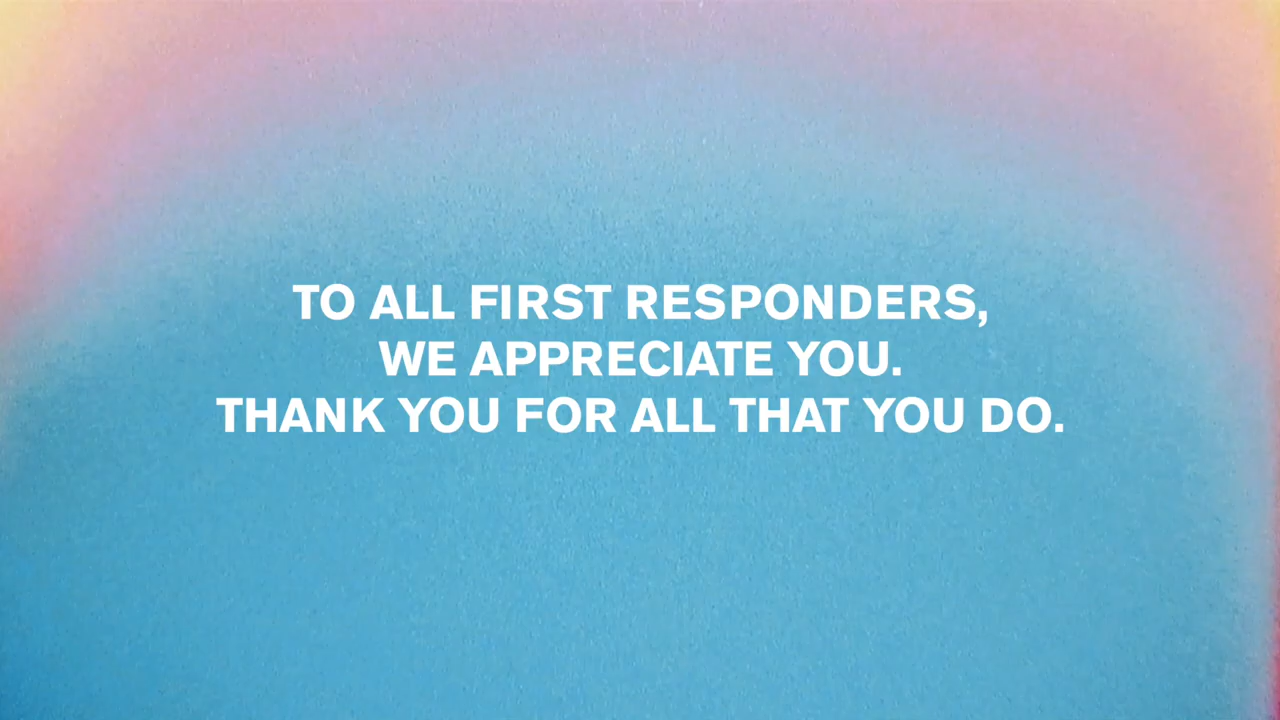 TO ALL FIRST RESPONDERS,
WE APPRECIATE YOU.
THANK YOU FOR ALL THAT YOU DO.